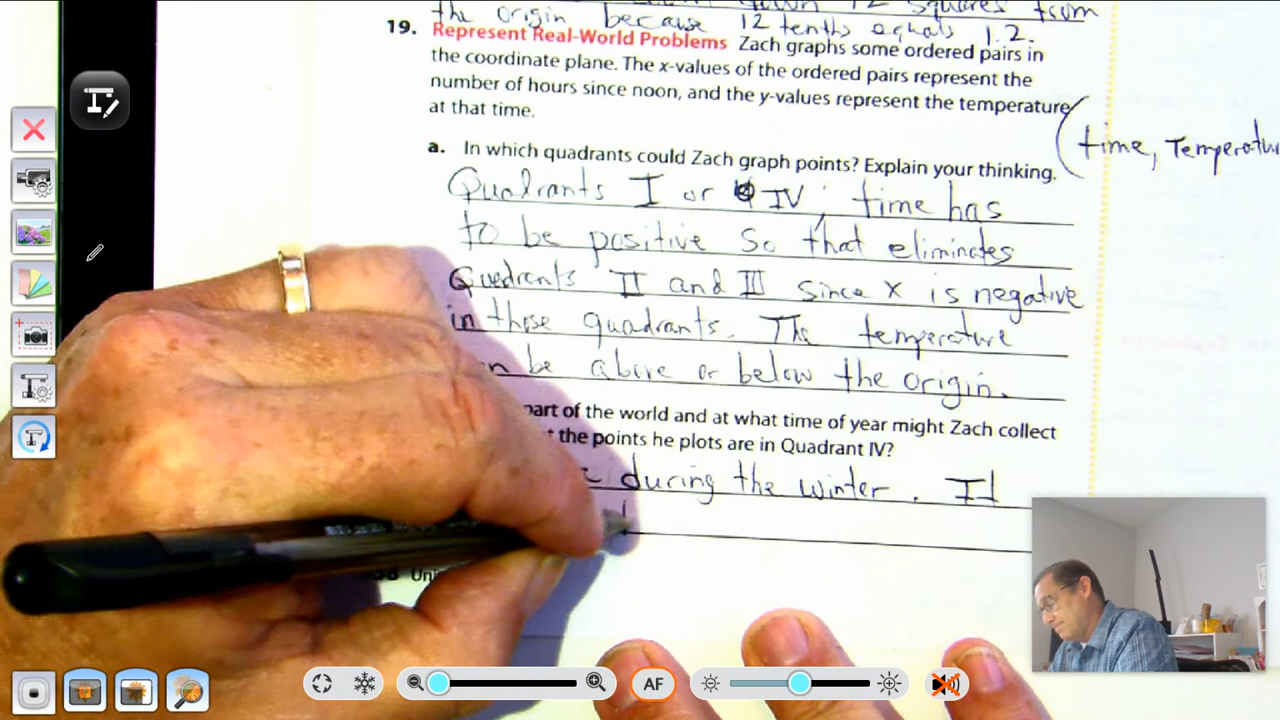 the origin because 12 tenths equals 1.2.
19. Represent Real-World Problems Zach graphs some ordered pairs in
the coordinate plane. The x-values of the ordered pairs represent the
number of hours since noon, and the y-values represent the temperature
at that time.
(time, Temperatu
a. In which quadrants could Zach graph points? Explain your thinking.
Quadrants I or IV, time has
to be positive so that eliminates
Quadrants II and III since x is negative
in those quadrants. The temperature
be above or below the origin.
part of the world and at what time of year might Zach collect
the points he plots are in Quadrant IV?
during the winter. It
AF